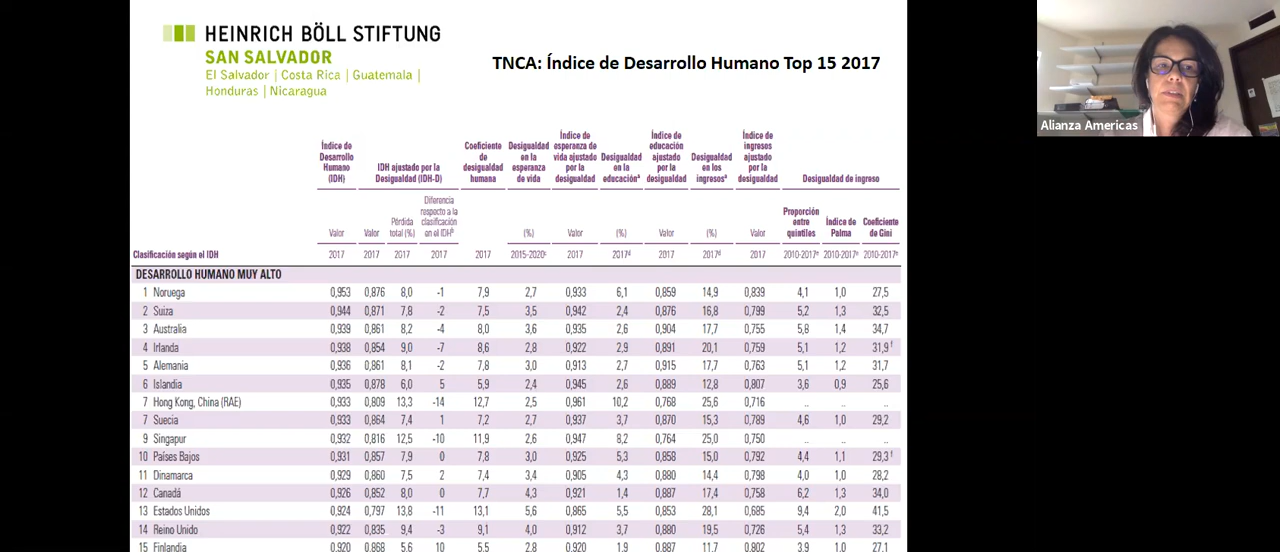 HEINRICH BÖLL STIFTUNG
SAN SALVADOR
El Salvador | Costa Rica | Guatemala |
Honduras | Nicaragua
TNCA: Índice de Desarrollo Humano Top 15 2017
Alianza Americas
Índice de Desarrollo Humano (IDH)
IDH ajustado por la Desigualdad (IDH-D)
Coeficiente de desigualdad humana
Desigualdad en la esperanza de vida
Índice de esperanza de vida ajustado por la desigualdad
Desigualdad en la educaciónᵃ
Índice de educación ajustado por la desigualdad
Desigualdad en los ingresosᵃ
Índice de ingresos ajustado por la desigualdad
Desigualdad de ingreso
Pérdida total (%)
Diferencia respecto a la clasificación en el IDHᵇ
Proporción entre quintiles
Índice de Palma
Coeficiente de Gini
Valor Valor (%) Valor (%) Valor (%) Valor
Clasificación según el IDH 2017 2017 2017 2017 2017 2015-2020ᶜ 2017 2017ᵈ 2017 2017ᵈ 2017 2010-2017ᵉ 2010-2017ᵉ 2010-2017ᵉ
DESARROLLO HUMANO MUY ALTO
1 Noruega 0,953 0,876 8,0 -1 7,9 2,7 0,933 6,1 0,859 14,9 0,839 4,1 1,0 27,5
2 Suiza 0,944 0,871 7,8 -2 7,5 3,5 0,942 2,4 0,876 16,8 0,799 5,2 1,3 32,5
3 Australia 0,939 0,861 8,2 -4 8,0 3,6 0,935 2,6 0,904 17,7 0,755 5,8 1,4 34,7
4 Irlanda 0,938 0,854 9,0 -7 8,6 2,8 0,922 2,9 0,891 20,1 0,759 5,1 1,2 31,9 ᶠ
5 Alemania 0,936 0,861 8,1 -2 7,8 3,0 0,913 2,7 0,915 17,7 0,763 5,1 1,2 31,7
6 Islandia 0,935 0,878 6,0 5 5,9 2,4 0,945 2,6 0,889 12,8 0,807 3,6 0,9 25,6
7 Hong Kong, China (RAE) 0,933 0,809 13,3 -14 12,7 2,5 0,961 10,2 0,768 25,6 0,716 .. .. ..
7 Suecia 0,933 0,864 7,4 1 7,2 2,7 0,937 3,7 0,870 15,3 0,789 4,6 1,0 29,2
9 Singapur 0,932 0,816 12,5 -10 11,9 2,6 0,947 8,2 0,764 25,0 0,750 .. .. ..
10 Países Bajos 0,931 0,857 7,9 0 7,8 3,0 0,925 5,3 0,858 15,0 0,792 4,4 1,1 29,3 ᶠ
11 Dinamarca 0,929 0,860 7,5 2 7,4 3,4 0,905 4,3 0,880 14,4 0,798 4,0 1,0 28,2
12 Canadá 0,926 0,852 8,0 0 7,7 4,3 0,921 1,4 0,887 17,4 0,758 6,2 1,3 34,0
13 Estados Unidos 0,924 0,797 13,8 -11 13,1 5,6 0,865 5,5 0,853 28,1 0,685 9,4 2,0 41,5
14 Reino Unido 0,922 0,835 9,4 -3 9,1 4,0 0,912 3,7 0,880 19,5 0,726 5,4 1,3 33,2
15 Finlandia 0,920 0,868 5,6 10 5,5 2,8 0,920 1,9 0,887 11,7 0,802 3,9 1,0 27,1